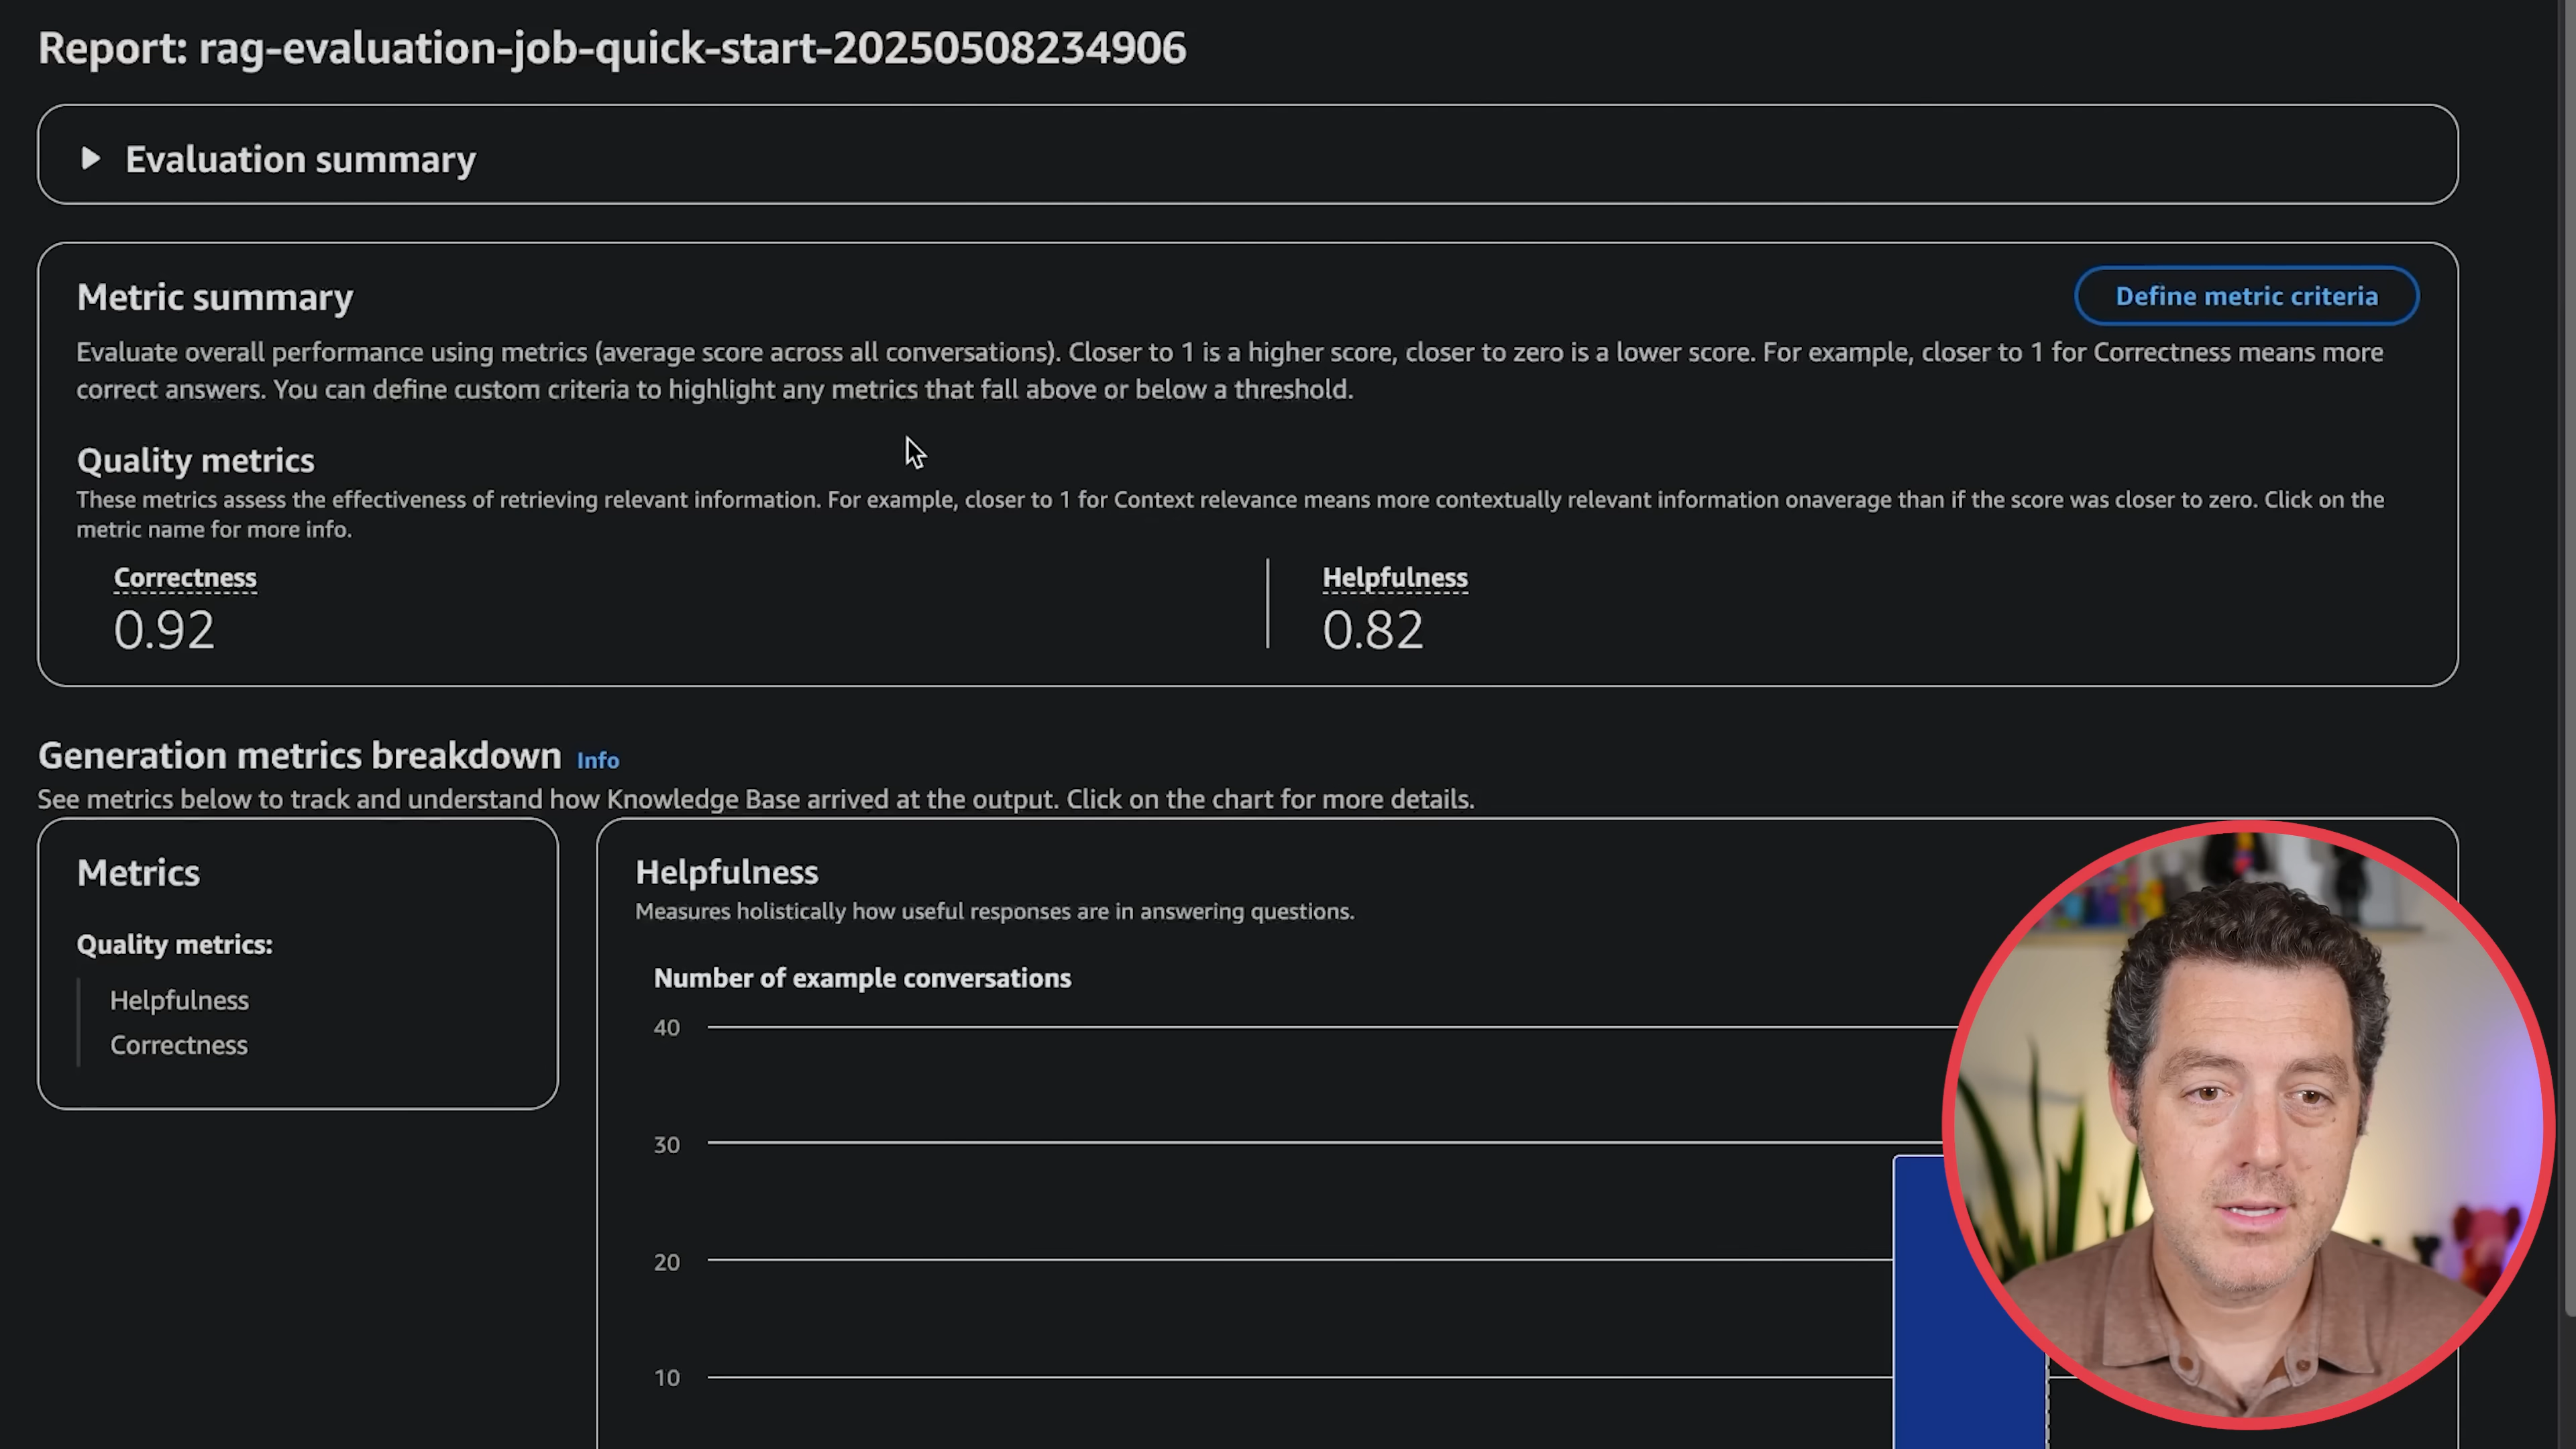 Report: rag-evaluation-job-quick-start-20250508234906
Evaluation summary
Metric summary
Define metric criteria
Evaluate overall performance using metrics (average score across all conversations). Closer to 1 is a higher score, closer to zero is a lower score. For example, closer to 1 for Correctness means more
correct answers. You can define custom criteria to highlight any metrics that fall above or below a threshold.
Quality metrics
These metrics assess the effectiveness of retrieving relevant information. For example, closer to 1 for Context relevance means more contextually relevant information onaverage than if the score was closer to zero. Click on the
metric name for more info.
Correctness
0.92
Helpfulness
0.82
Generation metrics breakdown Info
See metrics below to track and understand how Knowledge Base arrived at the output. Click on the chart for more details.
Metrics
Quality metrics:
Helpfulness
Correctness
Helpfulness
Measures holistically how useful responses are in answering questions.
Number of example conversations
40
30
20
10